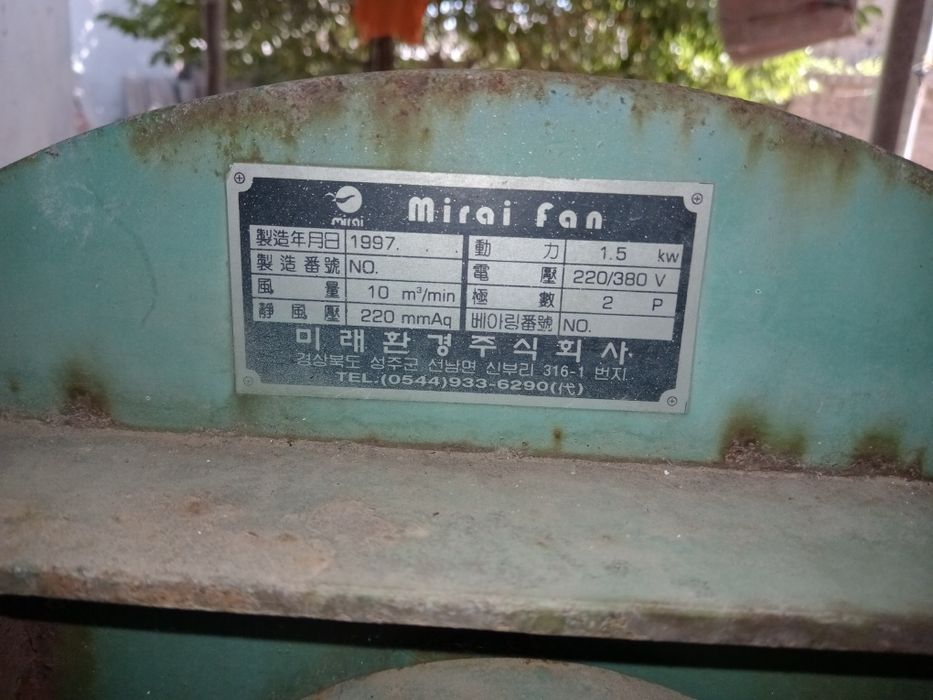 mirai Mirai Fan
製造年月日 1997. . . 動力 1.5 kw
製造番號 NO. 電壓 220/380 V
風量 10 m³/min 極數 2 P
靜風壓 220 mmAq 베아링番號 NO.
미래환경주식회사
경상북도 성주군 선남면 신부리 316-1 번지
TEL.(0544)933-6290(代)